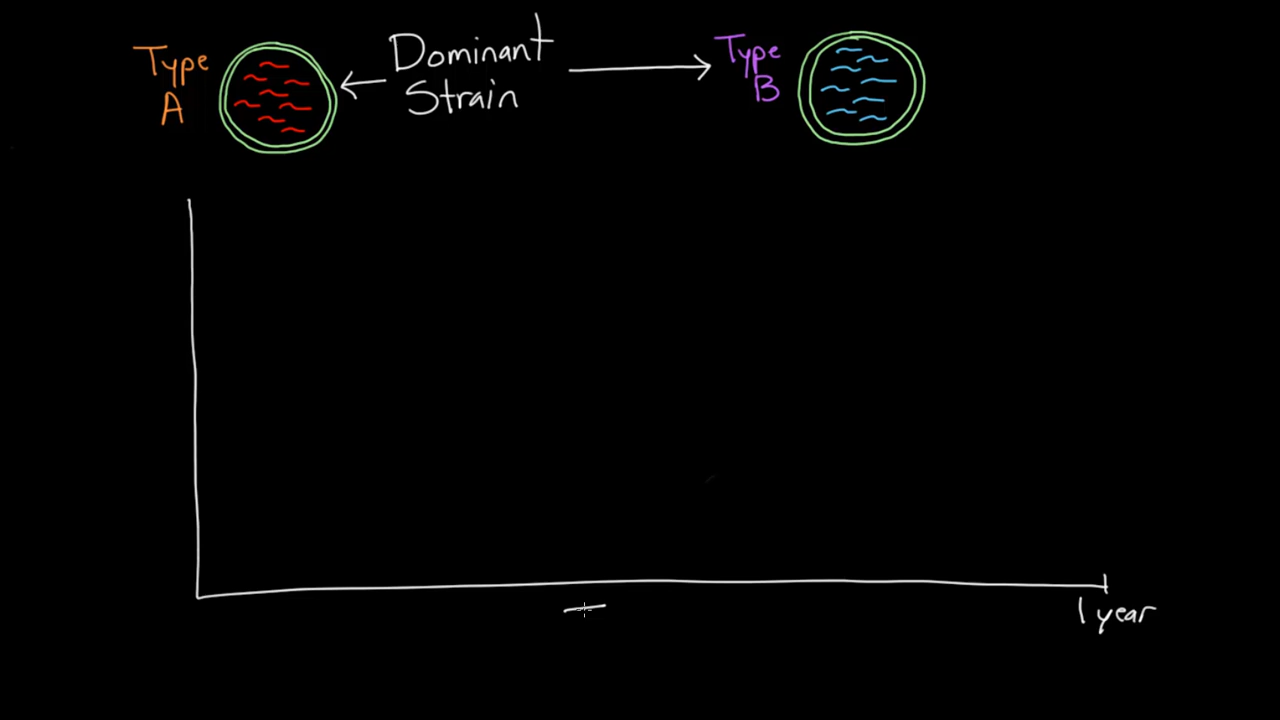 Type
A
Dominant
Strain
Type
B
1 year